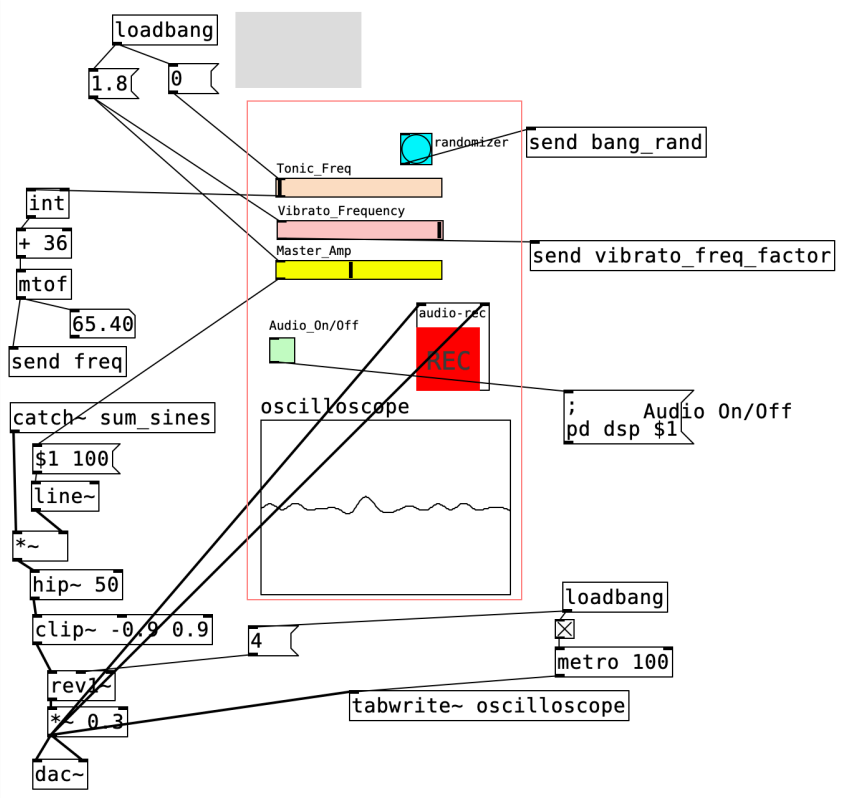 loadbang
1.8
0
randomizer
send bang_rand
Tonic_Freq
int
Vibrato_Frequency
+ 36
send vibrato_freq_factor
Master_Amp
mtof
65.40
audio-rec
Audio_On/Off
REC
send freq
oscilloscope
catch~ sum_sines
;
pd dsp $1
Audio On/Off
$1 100
line~
*~
hip~ 50
loadbang
clip~ -0.9 0.9
4
metro 100
rev1~
tabwrite~ oscilloscope
*~ 0.3
dac~